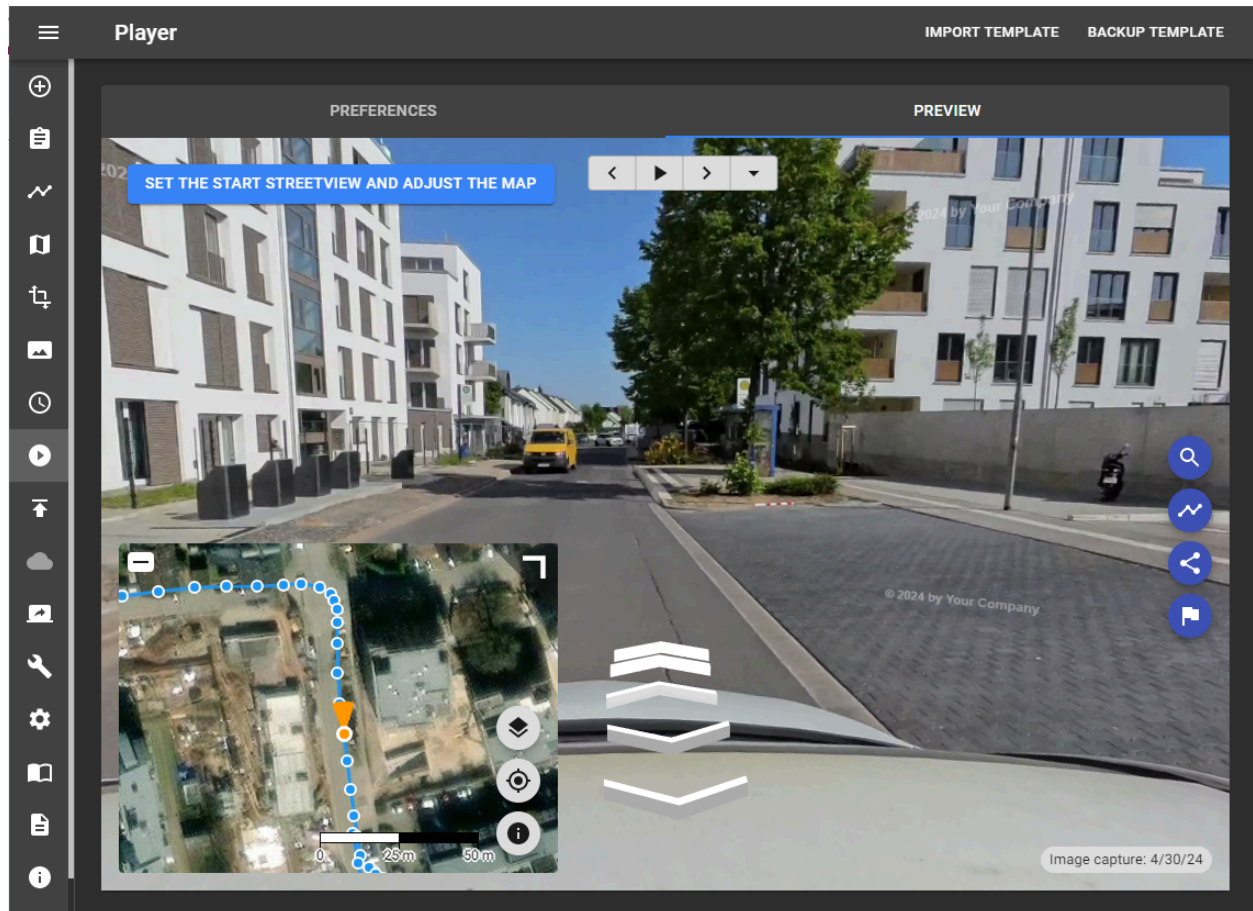 Player
IMPORT TEMPLATE
BACKUP TEMPLATE
PREFERENCES
PREVIEW
202
SET THE START STREETVIEW AND ADJUST THE MAP
©2024 by Your Company
© 2024 by Your Company
0
25 m
50 m
Image capture: 4/30/24